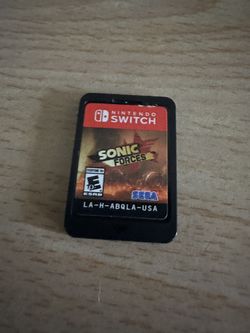 NINTENDO
SWITCH
SONIC
FORCES
E
ESRB
SEGA
LA-H-ABQLA-USA